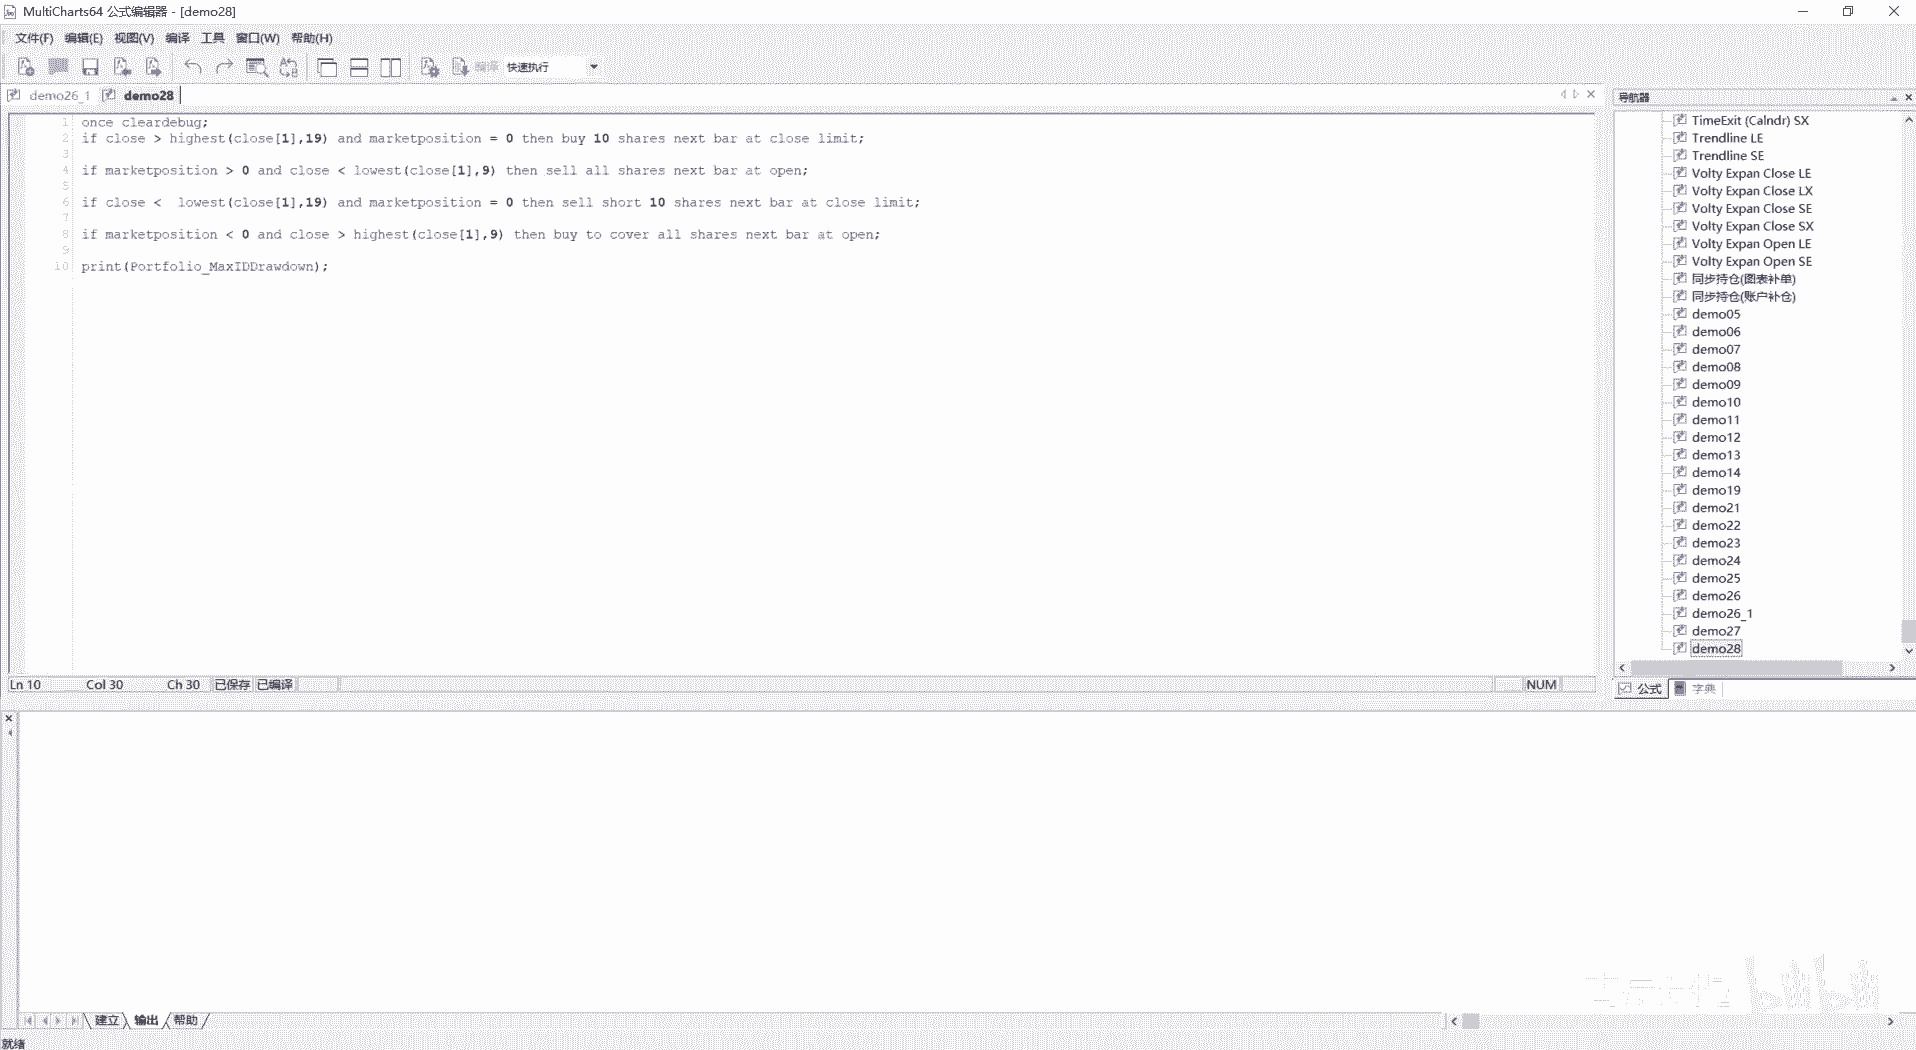 MultiCharts64 公式编辑器 - [demo28]
文件(F) 编辑(E) 视图(V) 编译 工具 窗口(W) 帮助(H)
编译 快速执行
demo26_1 demo28
1 once cleardebug;
2 if close > highest(close[1],19) and marketposition = 0 then buy 10 shares next bar at close limit;
3
4 if marketposition > 0 and close < lowest(close[1],9) then sell all shares next bar at open;
5
6 if close <  lowest(close[1],19) and marketposition = 0 then sell short 10 shares next bar at close limit;
7
8 if marketposition < 0 and close > highest(close[1],9) then buy to cover all shares next bar at open;
9
10 print(Portfolio_MaxIDDrawdown);
Ln 10 Col 30 Ch 30 已保存 已编译 NUM
导航器
TimeExit (Calndr) SX
Trendline LE
Trendline SE
Volty Expan Close LE
Volty Expan Close LX
Volty Expan Close SE
Volty Expan Close SX
Volty Expan Open LE
Volty Expan Open SE
同步持仓(图表补单)
同步持仓(账户补仓)
demo05
demo06
demo07
demo08
demo09
demo10
demo11
demo12
demo13
demo14
demo19
demo21
demo22
demo23
demo24
demo25
demo26
demo26_1
demo27
demo28
公式 字典
建立 输出 帮助
就绪